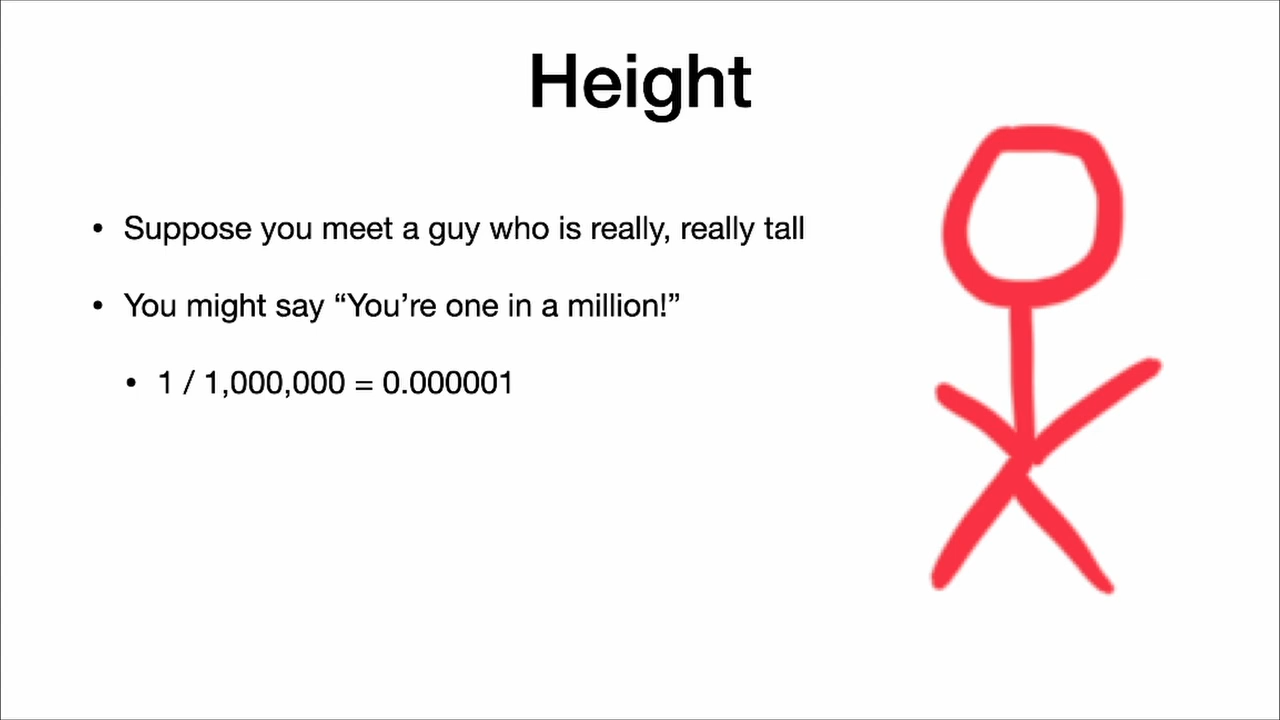 Height
• Suppose you meet a guy who is really, really tall
• You might say “You’re one in a million!”
• 1 / 1,000,000 = 0.000001